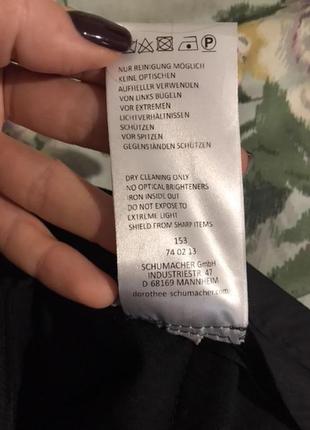 P
NUR REINIGUNG MÖGLICH
KEINE OPTISCHEN
AUFHELLER VERWENDEN
VON LINKS BÜGELN
VOR EXTREMEN
LICHTVERHÄLTNISSEN
SCHÜTZEN
VOR SPITZEN
GEGENSTÄNDEN SCHÜTZEN
DRY CLEANING ONLY
NO OPTICAL BRIGHTENERS
IRON INSIDE OUT
DO NOT EXPOSE TO
EXTREME LIGHT
SHIELD FROM SHARP ITEMS
153
74 02 13
SCHUMACHER GmbH
INDUSTRIESTR. 47
D 68169 MANNHEIM
dorothee schumacher.com